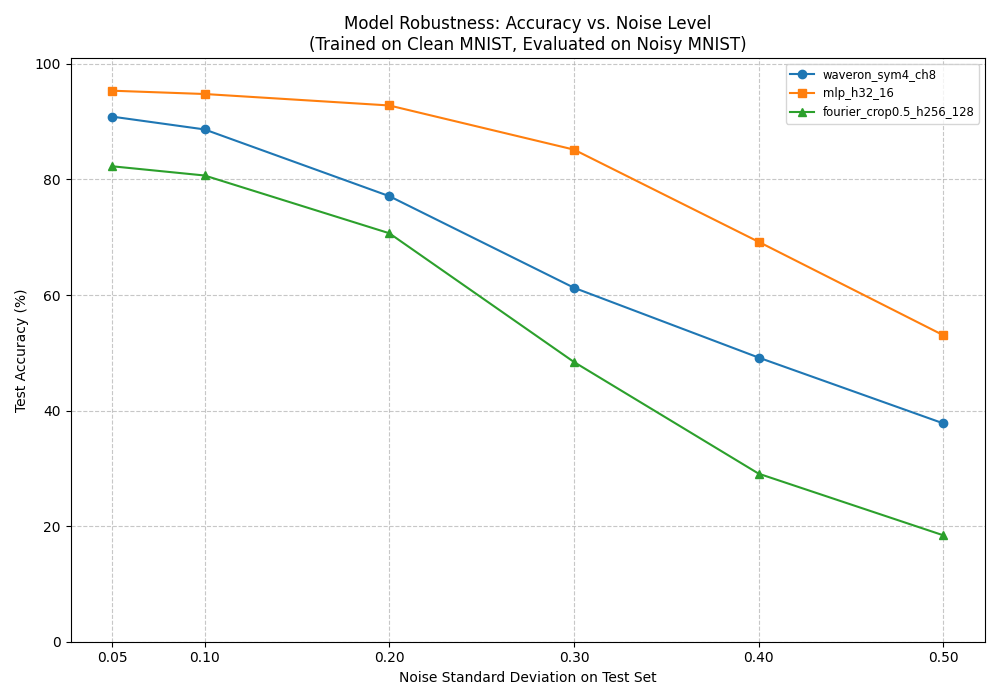 Model Robustness: Accuracy vs. Noise Level
(Trained on Clean MNIST, Evaluated on Noisy MNIST)
waveron_sym4_ch8
mlp_h32_16
fourier_crop0.5_h256_128
Test Accuracy (%)
100
80
60
40
20
0
0.05 0.10 0.20 0.30 0.40 0.50
Noise Standard Deviation on Test Set